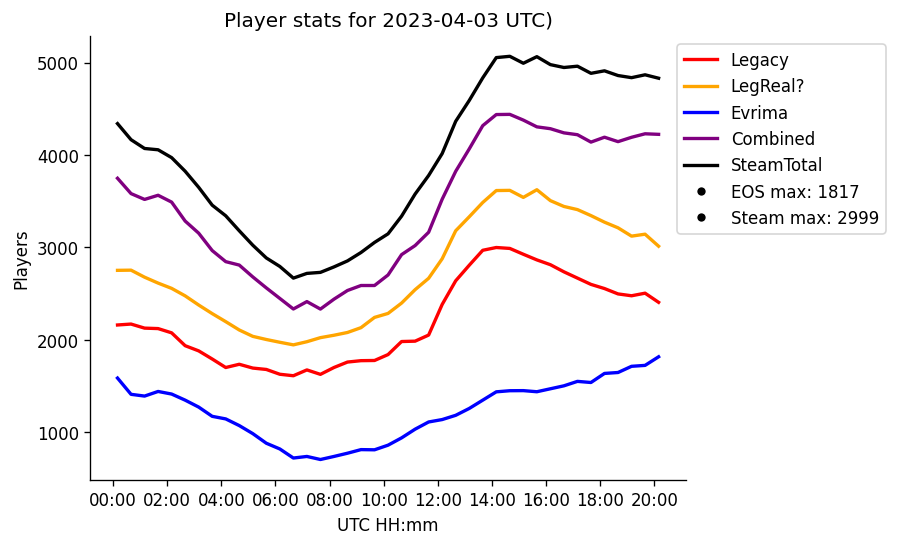 Player stats for 2023-04-03 UTC)
5000
4000
3000
2000
1000
Players
00:00 02:00 04:00 06:00 08:00 10:00 12:00 14:00 16:00 18:00 20:00
UTC HH:mm
Legacy
LegReal?
Evrima
Combined
SteamTotal
EOS max: 1817
Steam max: 2999